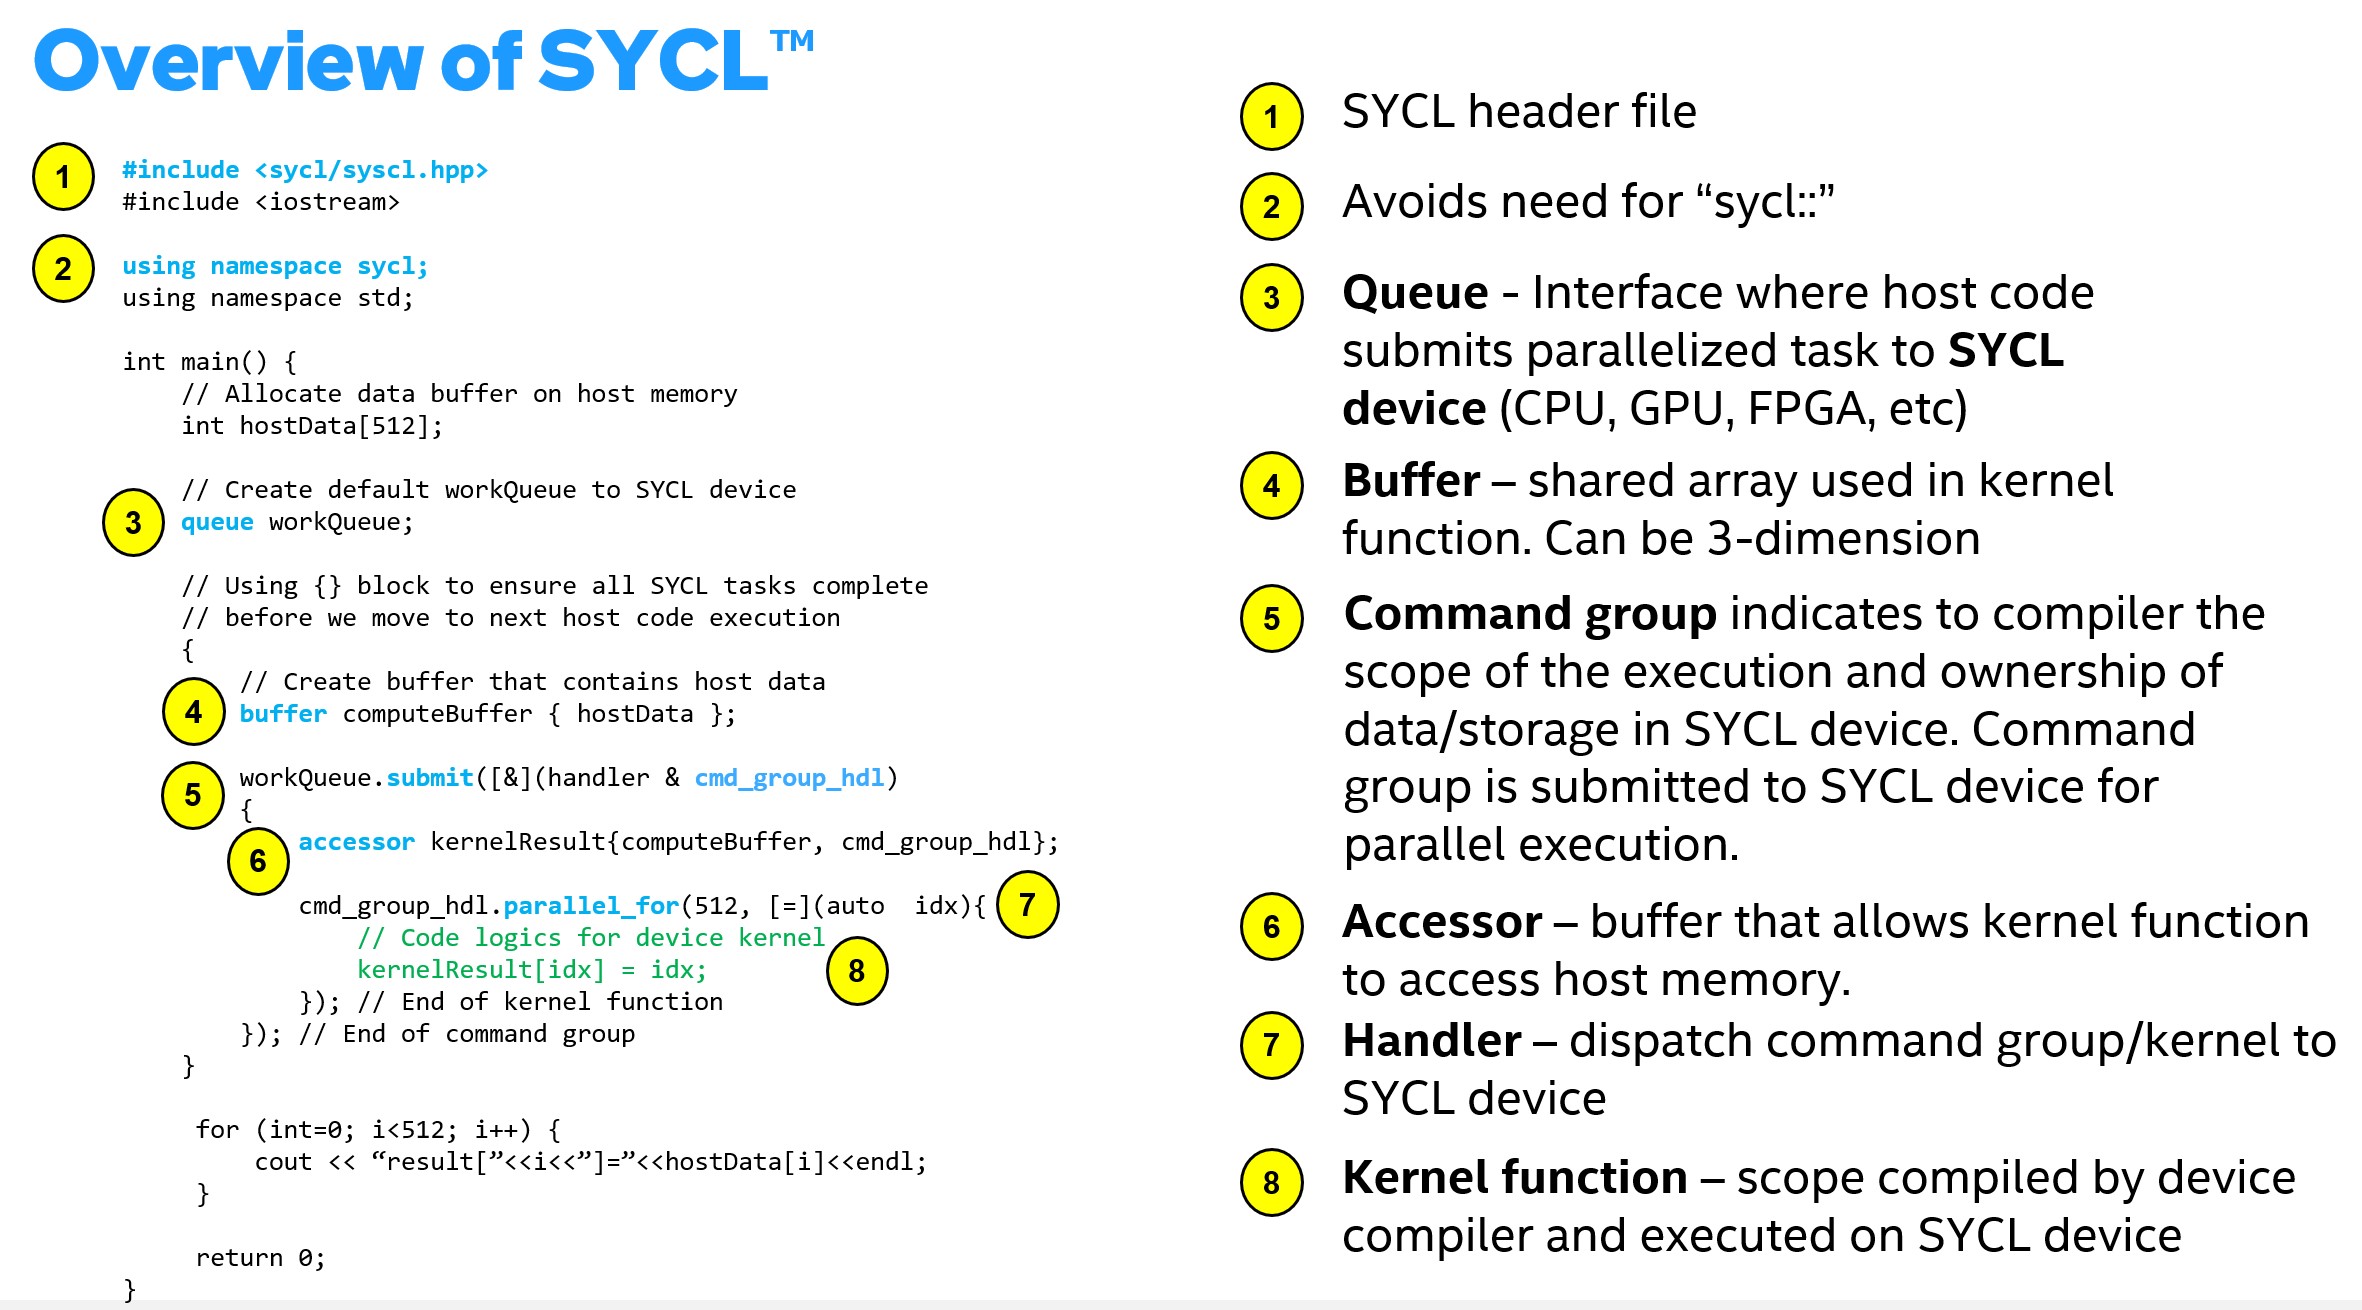 Overview of SYCL™
1 #include <sycl/syscl.hpp>
#include <iostream>
2 using namespace sycl;
using namespace std;
int main() {
// Allocate data buffer on host memory
int hostData[512];
// Create default workQueue to SYCL device
3 queue workQueue;
// Using {} block to ensure all SYCL tasks complete
// before we move to next host code execution
{
// Create buffer that contains host data
4 buffer computeBuffer { hostData };
5 workQueue.submit([&](handler & cmd_group_hdl)
{
6 accessor kernelResult{computeBuffer, cmd_group_hdl};
cmd_group_hdl.parallel_for(512, [=](auto  idx){ 7
// Code logics for device kernel
kernelResult[idx] = idx; 8
}); // End of kernel function
}); // End of command group
}
for (int=0; i<512; i++) {
cout << “result[”<<i<<”]=”<<hostData[i]<<endl;
}
return 0;
}
1 SYCL header file
2 Avoids need for “sycl::”
3 Queue - Interface where host code
submits parallelized task to SYCL
device (CPU, GPU, FPGA, etc)
4 Buffer – shared array used in kernel
function. Can be 3-dimension
5 Command group indicates to compiler the
scope of the execution and ownership of
data/storage in SYCL device. Command
group is submitted to SYCL device for
parallel execution.
6 Accessor – buffer that allows kernel function
to access host memory.
7 Handler – dispatch command group/kernel to
SYCL device
8 Kernel function – scope compiled by device
compiler and executed on SYCL device